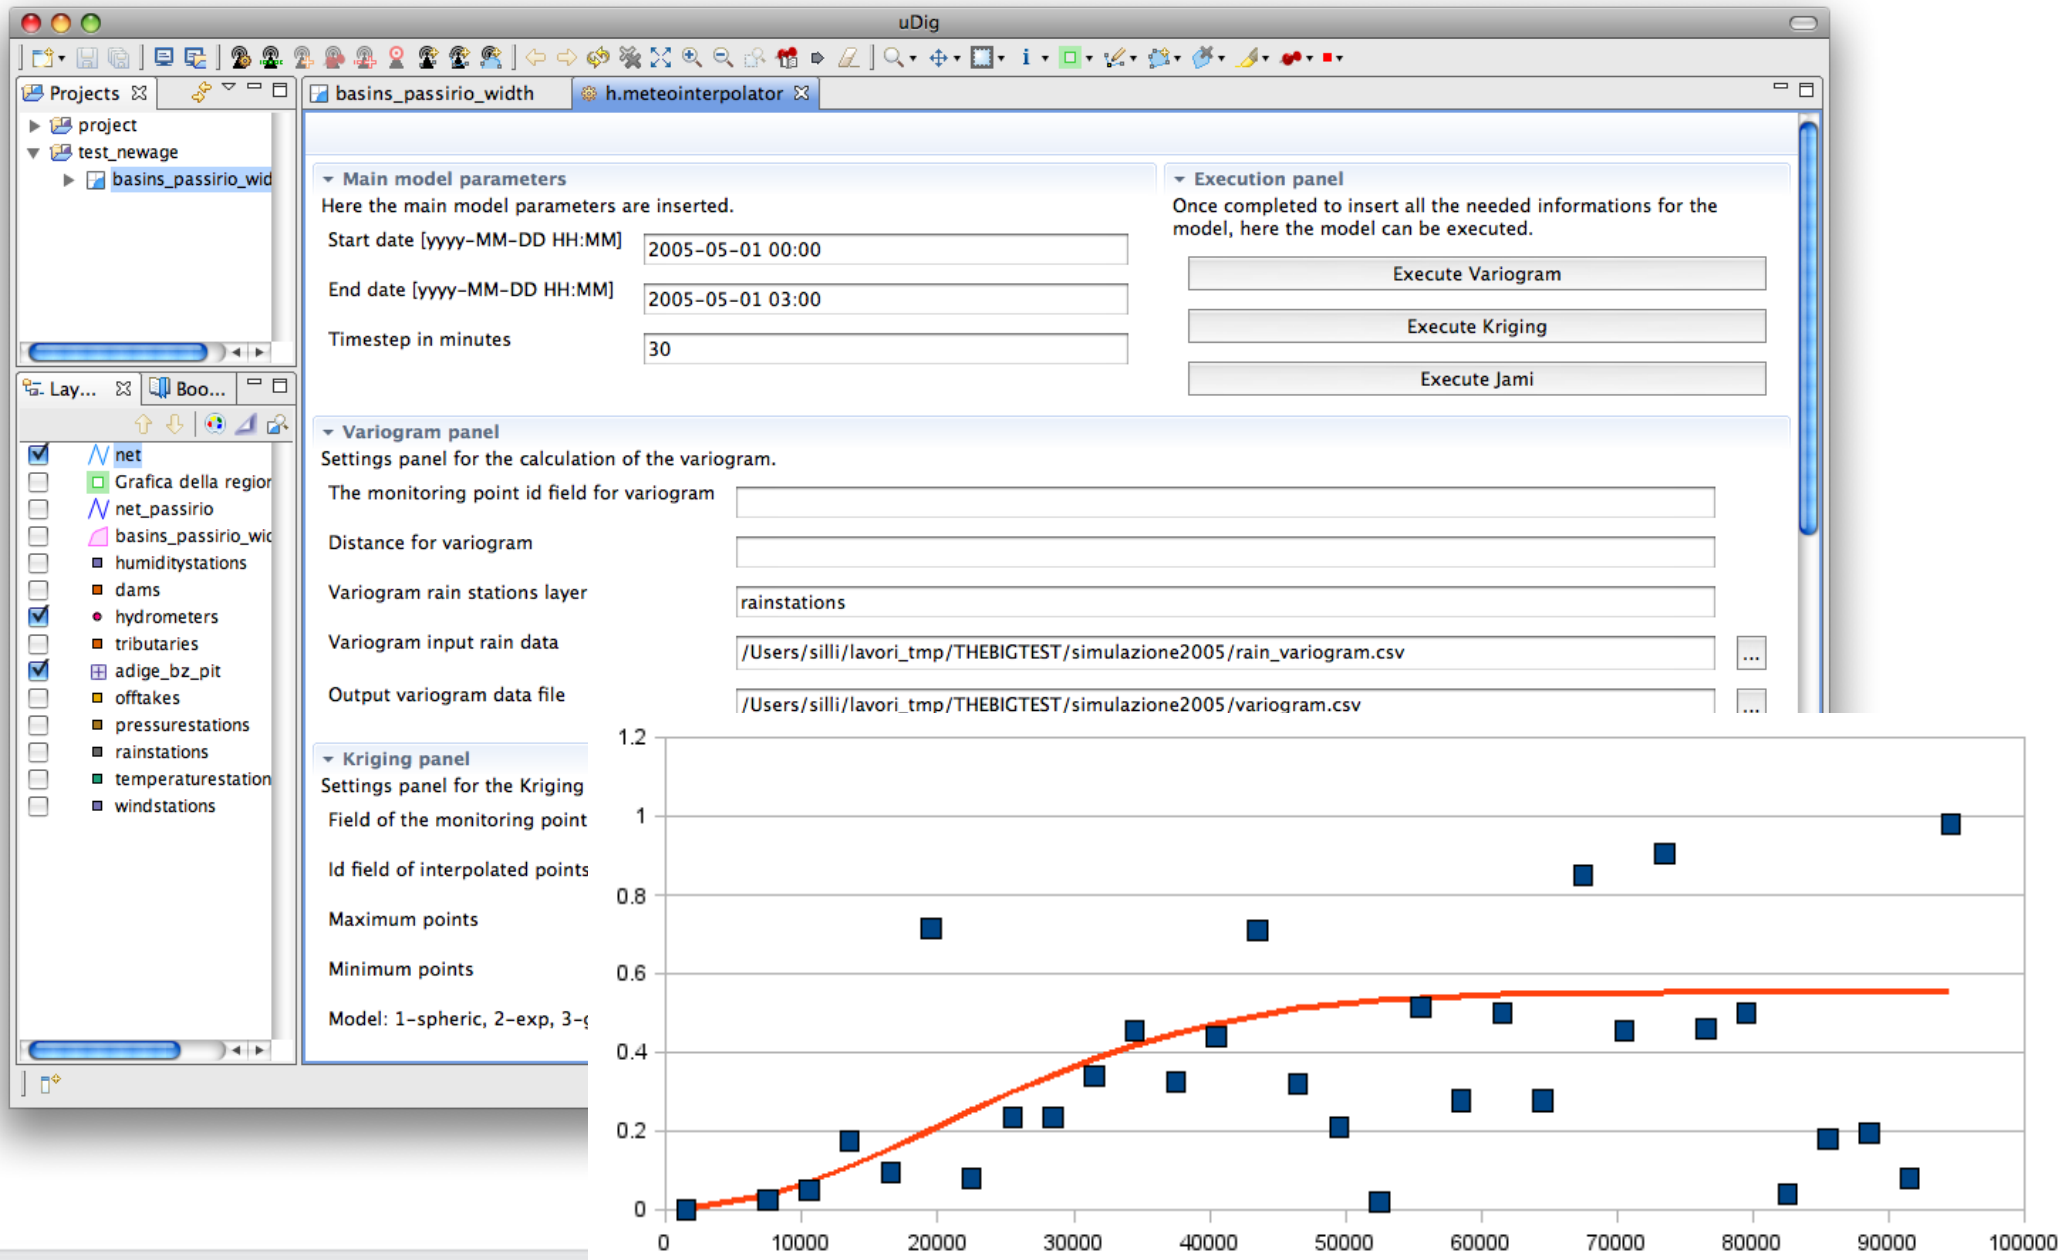 uDig
Projects
project
test_newage
basins_passirio_wid
Lay...
Boo...
net
Grafica della region
net_passirio
basins_passirio_wid
humiditystations
dams
hydrometers
tributaries
adige_bz_pit
offtakes
pressurestations
rainstations
temperaturestation
windstations
basins_passirio_width
h.meteointerpolator
Main model parameters
Here the main model parameters are inserted.
Start date [yyyy-MM-DD HH:MM]
2005-05-01 00:00
End date [yyyy-MM-DD HH:MM]
2005-05-01 03:00
Timestep in minutes
30
Execution panel
Once completed to insert all the needed informations for the
model, here the model can be executed.
Execute Variogram
Execute Kriging
Execute Jami
Variogram panel
Settings panel for the calculation of the variogram.
The monitoring point id field for variogram
Distance for variogram
Variogram rain stations layer
rainstations
Variogram input rain data
/Users/silli/lavori_tmp/THEBIGTEST/simulazione2005/rain_variogram.csv
...
Output variogram data file
/Users/silli/lavori_tmp/THEBIGTEST/simulazione2005/variogram.csv
...
Kriging panel
Settings panel for the Kriging
Field of the monitoring point
Id field of interpolated points
Maximum points
Minimum points
Model: 1-spheric, 2-exp, 3-g
1.2
1
0.8
0.6
0.4
0.2
0
0 10000 20000 30000 40000 50000 60000 70000 80000 90000 100000